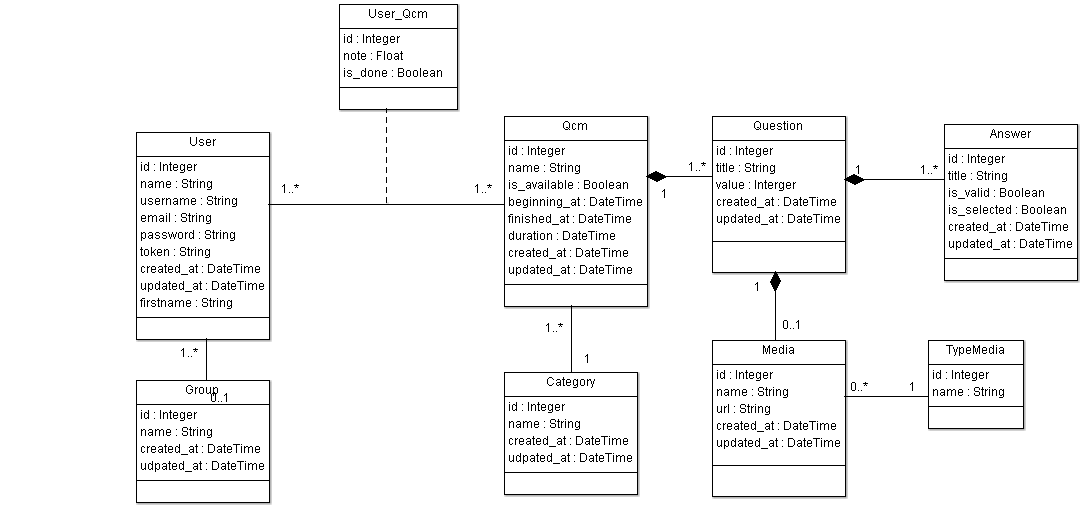 User_Qcm
id : Integer
note : Float
is_done : Boolean
User
id : Integer
name : String
username : String
email : String
password : String
token : String
created_at : DateTime
updated_at : DateTime
firstname : String
1..*
1..*
Qcm
id : Integer
name : String
is_available : Boolean
beginning_at : DateTime
finished_at : DateTime
duration : DateTime
created_at : DateTime
updated_at : DateTime
1
1..*
Question
id : Integer
title : String
value : Interger
created_at : DateTime
updated_at : DateTime
1
1..*
Answer
id : Integer
title : String
is_valid : Boolean
is_selected : Boolean
created_at : DateTime
updated_at : DateTime
1..*
0..1
Group
id : Integer
name : String
created_at : DateTime
udpated_at : DateTime
1..*
1
Category
id : Integer
name : String
created_at : DateTime
udpated_at : DateTime
1
0..1
Media
id : Integer
name : String
url : String
created_at : DateTime
updated_at : DateTime
0..*
1
TypeMedia
id : Integer
name : String